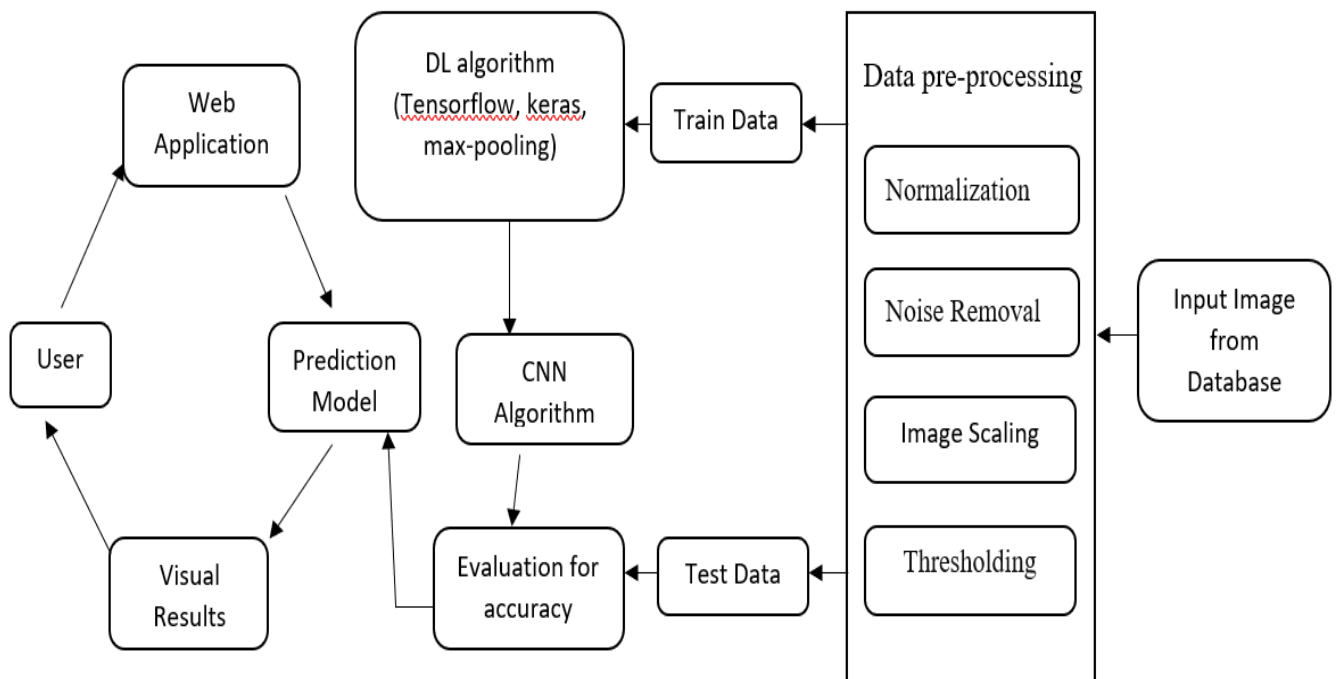 Web
Application
User
Prediction
Model
Visual
Results
DL algorithm
(Tensorflow, keras,
max-pooling)
CNN
Algorithm
Evaluation for
accuracy
Train Data
Test Data
Data pre-processing
Normalization
Noise Removal
Image Scaling
Thresholding
Input Image
from
Database